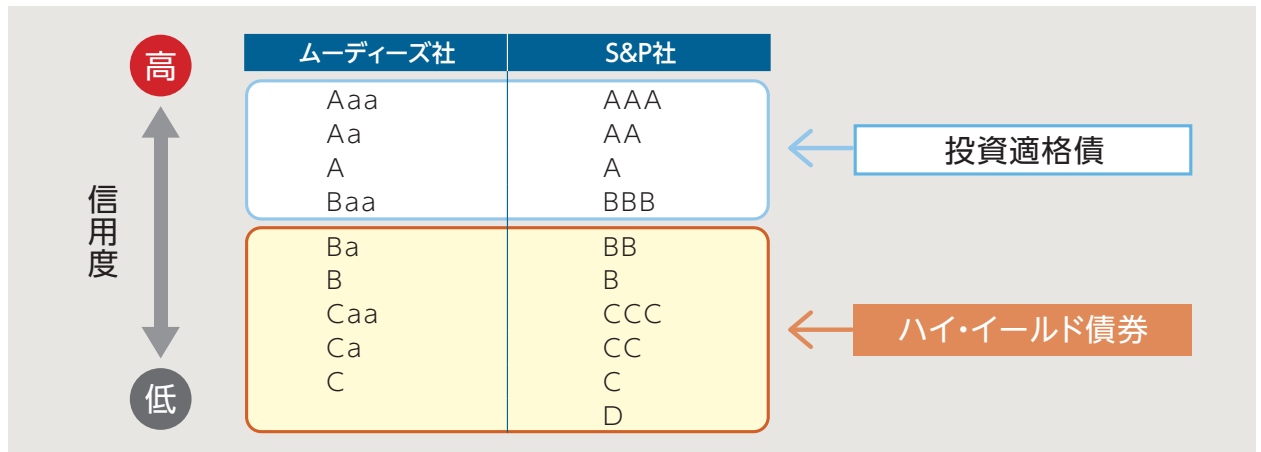 高
信用度
低
ムーディーズ社 S&P社
Aaa AAA
Aa AA
A A
Baa BBB
Ba BB
B B
Caa CCC
Ca CC
C C
D
投資適格債
ハイ・イールド債券